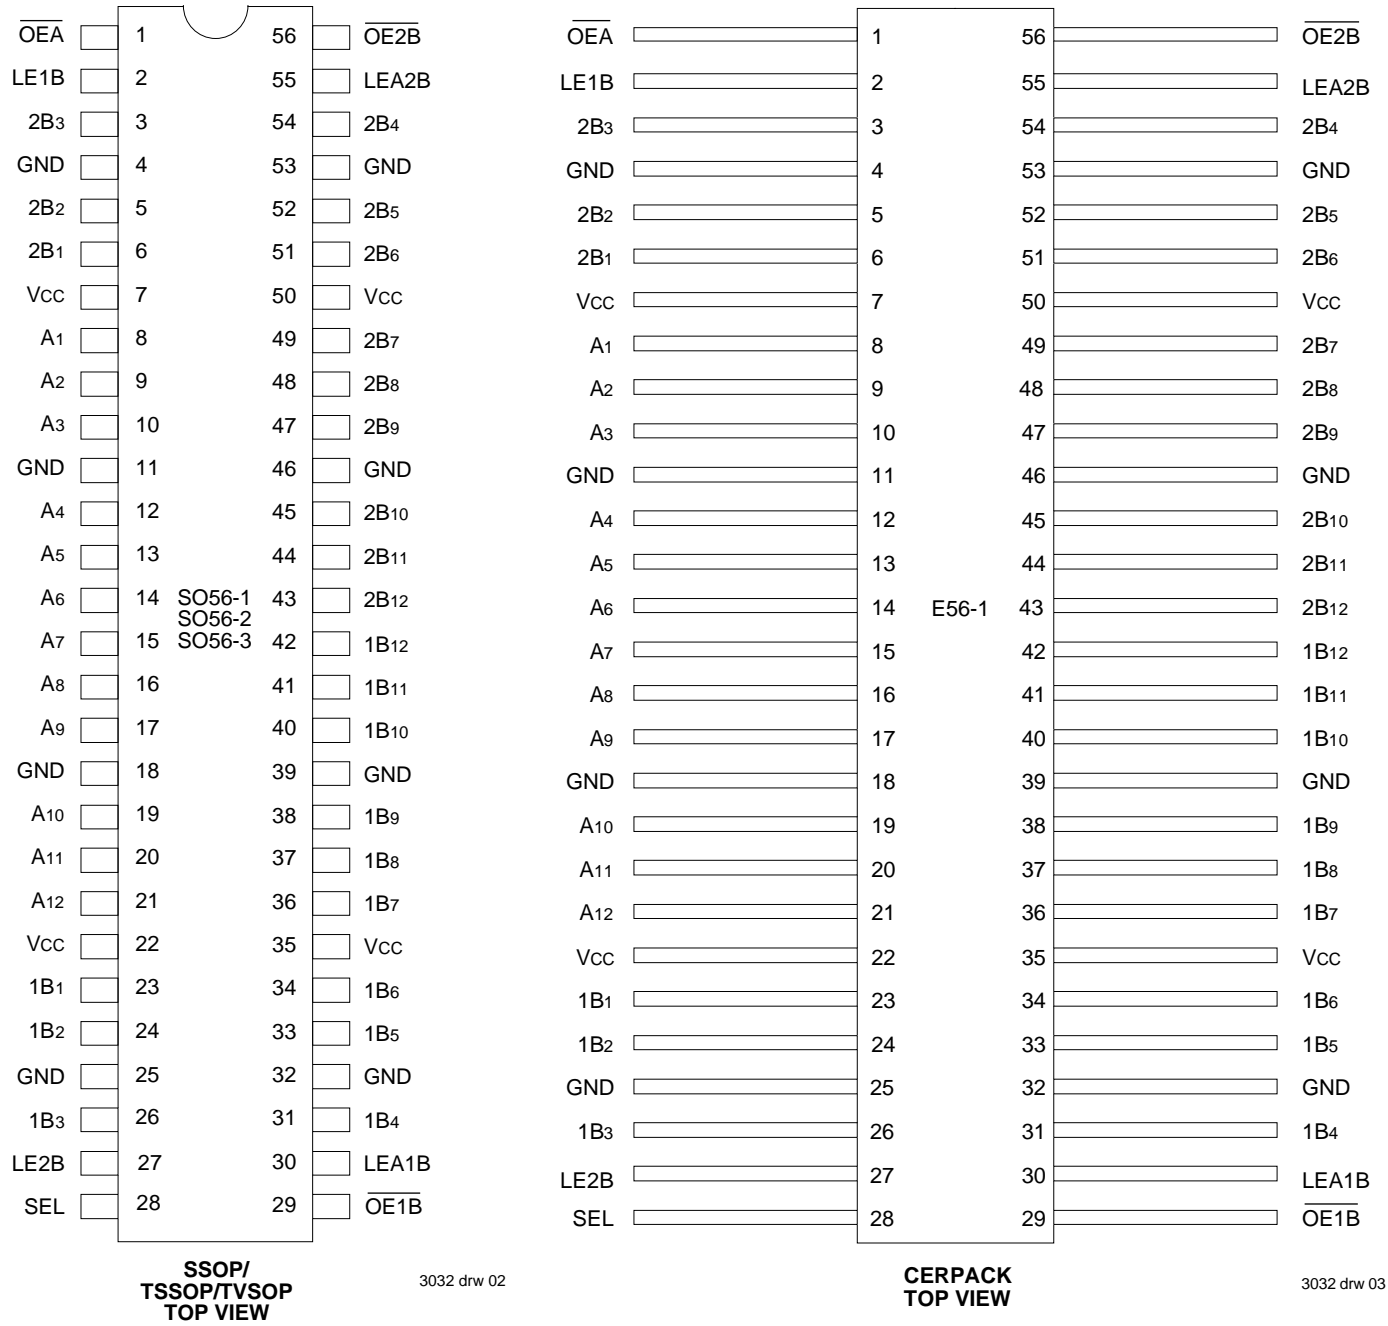 OEA 1 56 OE2B
LE1B 2 55 LEA2B
2B3 3 54 2B4
GND 4 53 GND
2B2 5 52 2B5
2B1 6 51 2B6
VCC 7 50 VCC
A1 8 49 2B7
A2 9 48 2B8
A3 10 47 2B9
GND 11 46 GND
A4 12 45 2B10
A5 13 44 2B11
A6 14 SO56-1 43 2B12
SO56-2
A7 15 SO56-3 42 1B12
A8 16 41 1B11
A9 17 40 1B10
GND 18 39 GND
A10 19 38 1B9
A11 20 37 1B8
A12 21 36 1B7
VCC 22 35 VCC
1B1 23 34 1B6
1B2 24 33 1B5
GND 25 32 GND
1B3 26 31 1B4
LE2B 27 30 LEA1B
SEL 28 29 OE1B
SSOP/
TSSOP/TVSOP
TOP VIEW
3032 drw 02
OEA 1 56 OE2B
LE1B 2 55 LEA2B
2B3 3 54 2B4
GND 4 53 GND
2B2 5 52 2B5
2B1 6 51 2B6
VCC 7 50 VCC
A1 8 49 2B7
A2 9 48 2B8
A3 10 47 2B9
GND 11 46 GND
A4 12 45 2B10
A5 13 44 2B11
A6 14 E56-1 43 2B12
A7 15 42 1B12
A8 16 41 1B11
A9 17 40 1B10
GND 18 39 GND
A10 19 38 1B9
A11 20 37 1B8
A12 21 36 1B7
VCC 22 35 VCC
1B1 23 34 1B6
1B2 24 33 1B5
GND 25 32 GND
1B3 26 31 1B4
LE2B 27 30 LEA1B
SEL 28 29 OE1B
CERPACK
TOP VIEW
3032 drw 03